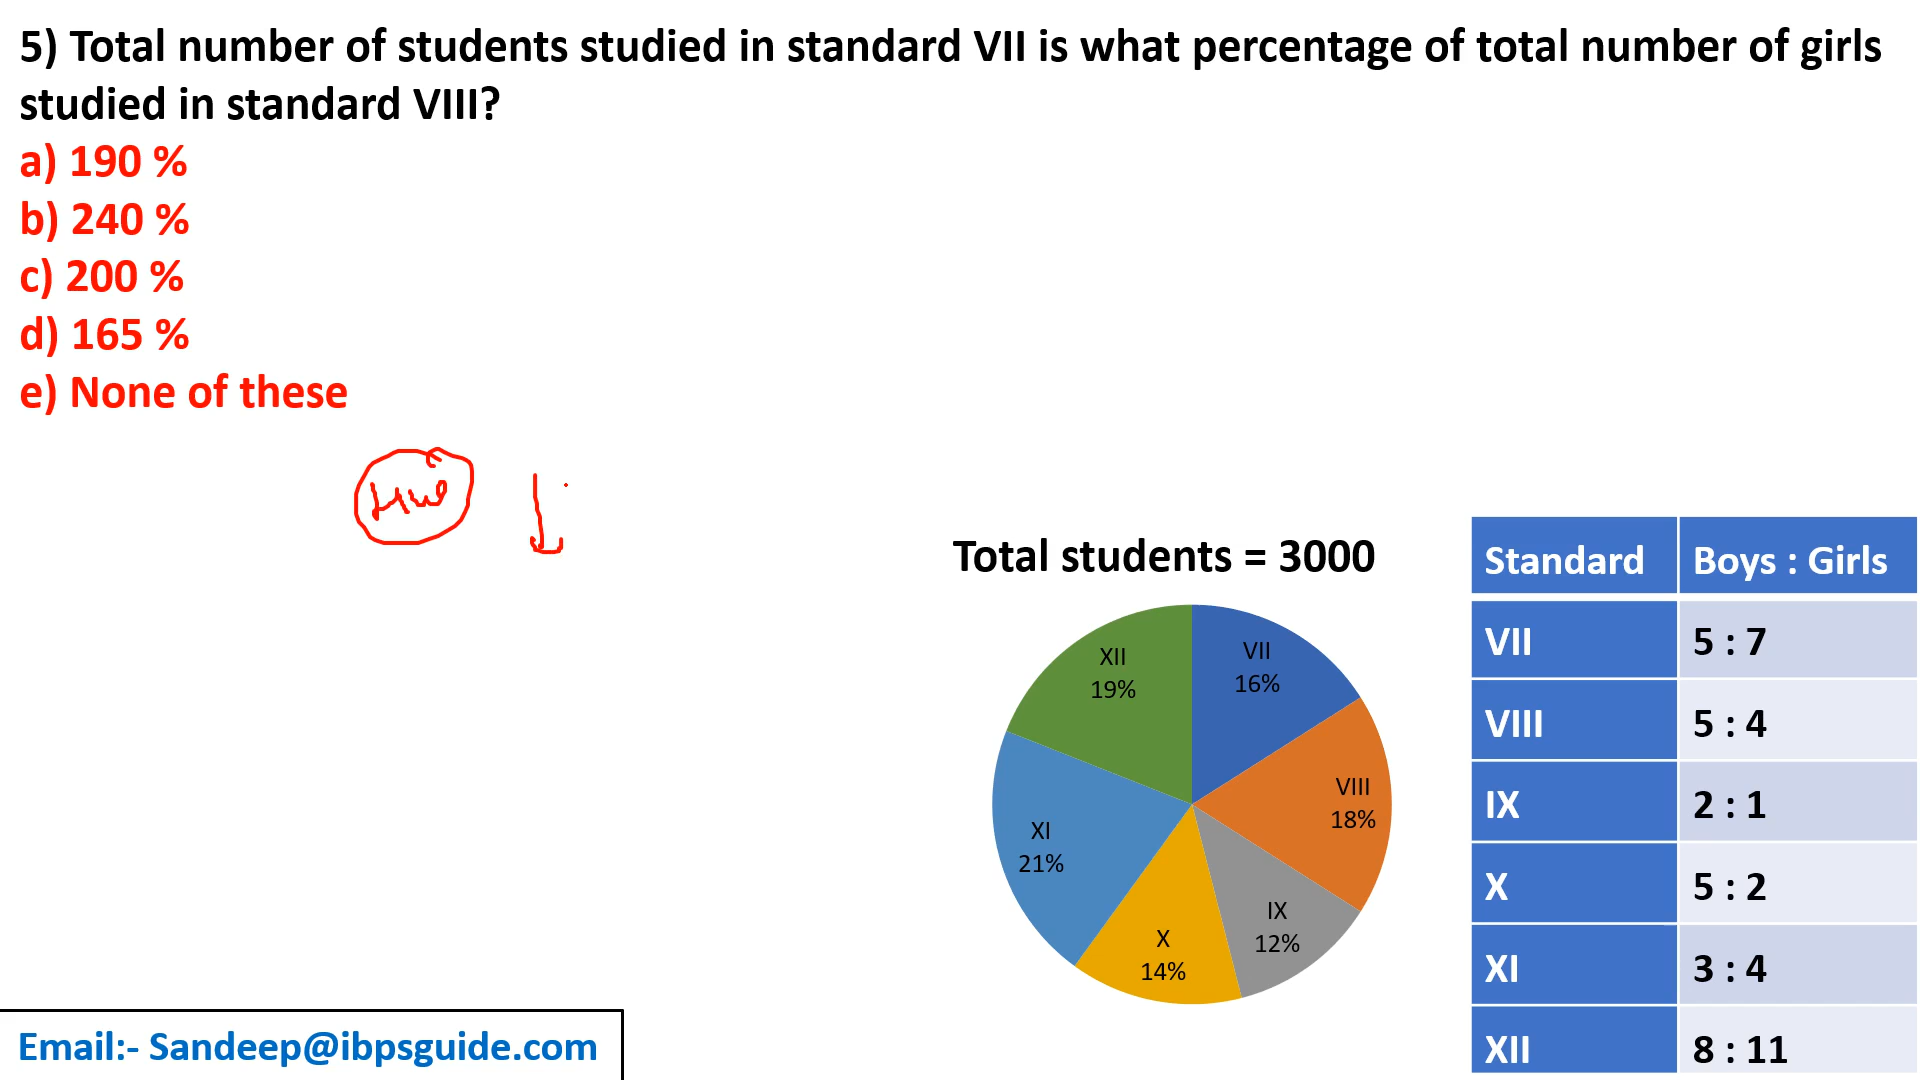 5) Total number of students studied in standard VII is what percentage of total number of girls
studied in standard VIII?
a) 190 %
b) 240 %
c) 200 %
d) 165 %
e) None of these
Total students = 3000
XII
19%
VII
16%
VIII
18%
XI
21%
IX
12%
X
14%
Standard Boys : Girls
VII 5 : 7
VIII 5 : 4
IX 2 : 1
X 5 : 2
XI 3 : 4
XII 8 : 11
Email:- Sandeep@ibpsguide.com